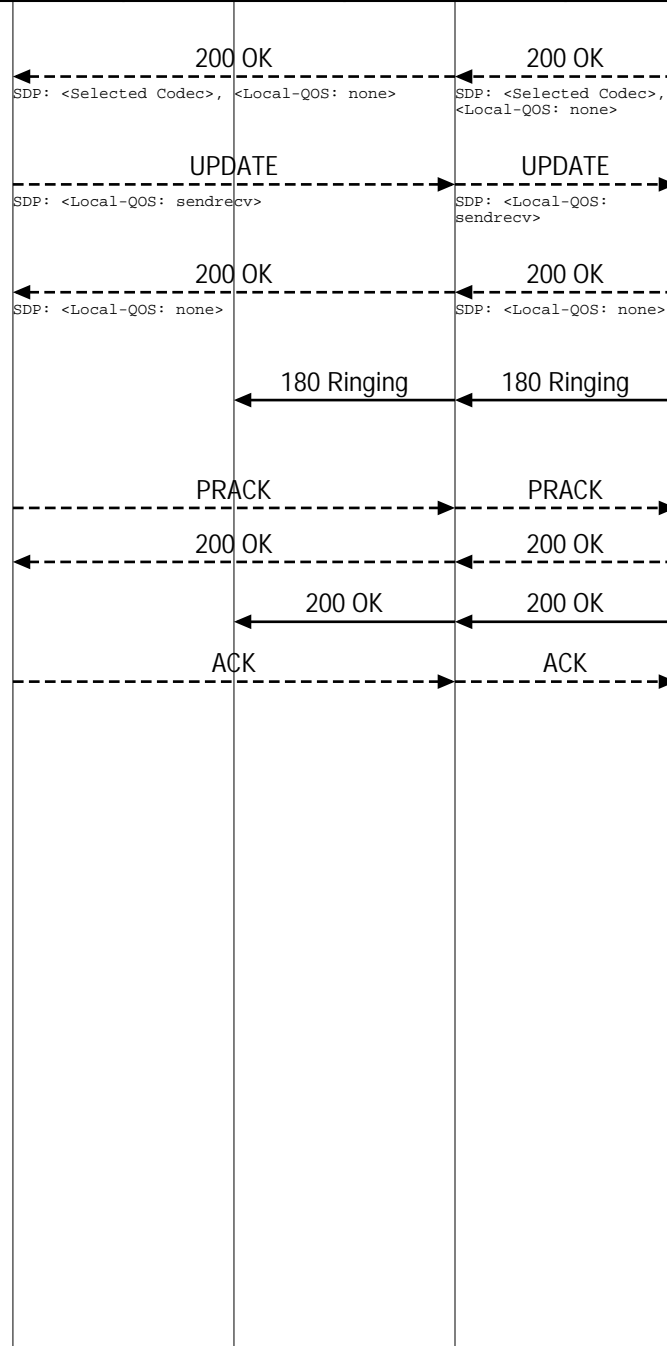 200 OK
200 OK
SDP: <Selected Codec>, <Local-QOS: none>
SDP: <Selected Codec>,
<Local-QOS: none>
UPDATE
UPDATE
SDP: <Local-QOS: sendrecv>
SDP: <Local-QOS:
sendrecv>
200 OK
200 OK
SDP: <Local-QOS: none>
SDP: <Local-QOS: none>
180 Ringing
180 Ringing
PRACK
PRACK
200 OK
200 OK
200 OK
200 OK
ACK
ACK